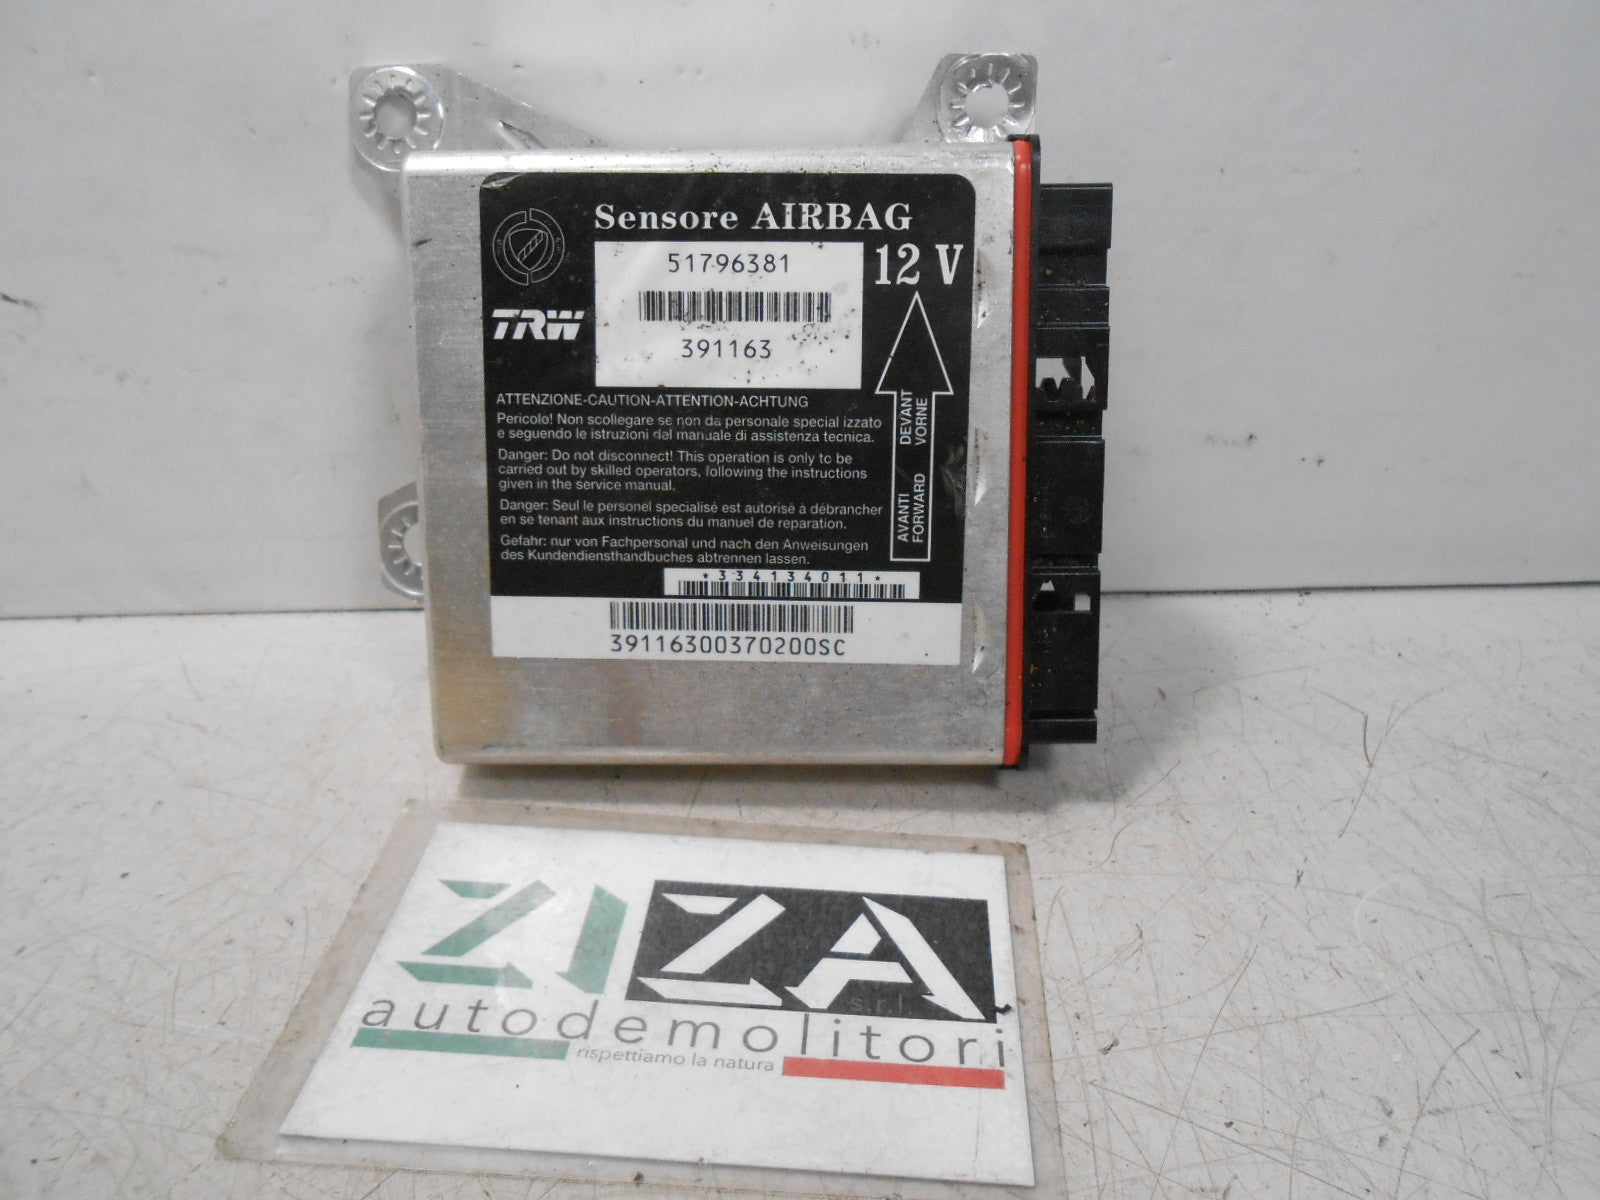 Sensore AIRBAG
51796381
12 V
TRW
391163
ATTENZIONE-CAUTION-ATTENTION-ACHTUNG
Pericolo! Non scollegare se non da personale special izzato
e seguendo le istruzioni del manuale di assistenza tecnica.
Danger: Do not disconnect! This operation is only to be
carried out by skilled operators, following the instructions
given in the service manual.
Danger: Seul le personel specialisé est autorisé à débrancher
en se tenant aux instructions du manuel de reparation.
Gefahr: nur von Fachpersonal und nach den Anweisungen
des Kundendiensthandbuches abtrennen lassen.
AVANTI DEVANT
FORWARD VORNE
*334134011*
39116300370200SC
ZIZA
s.r.l.
autodemolitori
rispettiamo la natura